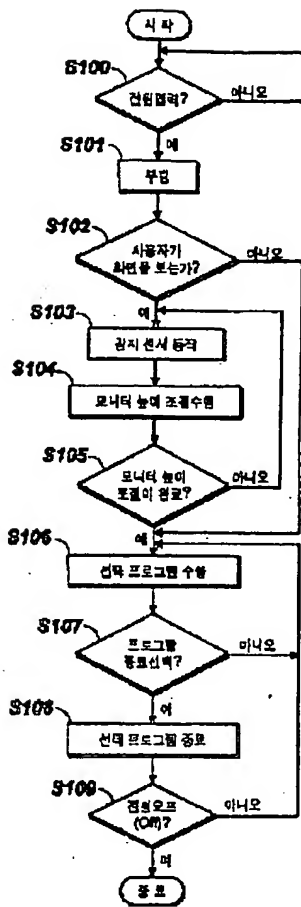 시작
S100
전원입력?
아니오
예
S101
부팅
S102
사용자가
화면을 보는가?
아니오
예
S103
감지 센서 동작
S104
모니터 높이 조절수행
S105
모니터 높이
조절이 완료?
아니오
예
S106
선택 프로그램 수행
S107
프로그램
종료선택?
아니오
예
S108
선택 프로그램 종료
S109
전원오프
(Off)?
아니오
예
종료